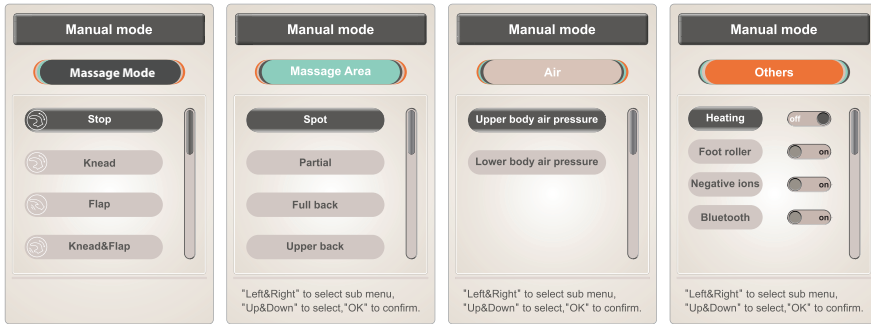 Manual mode
Massage Mode
Stop
Knead
Flap
Knead&Flap
Manual mode
Massage Area
Spot
Partial
Full back
Upper back
"Left&Right" to select sub menu,
"Up&Down" to select,"OK" to confirm.
Manual mode
Air
Upper body air pressure
Lower body air pressure
"Left&Right" to select sub menu,
"Up&Down" to select,"OK" to confirm.
Manual mode
Others
Heating off
Foot roller on
Negative ions on
Bluetooth on
"Left&Right" to select sub menu,
"Up&Down" to select,"OK" to confirm.